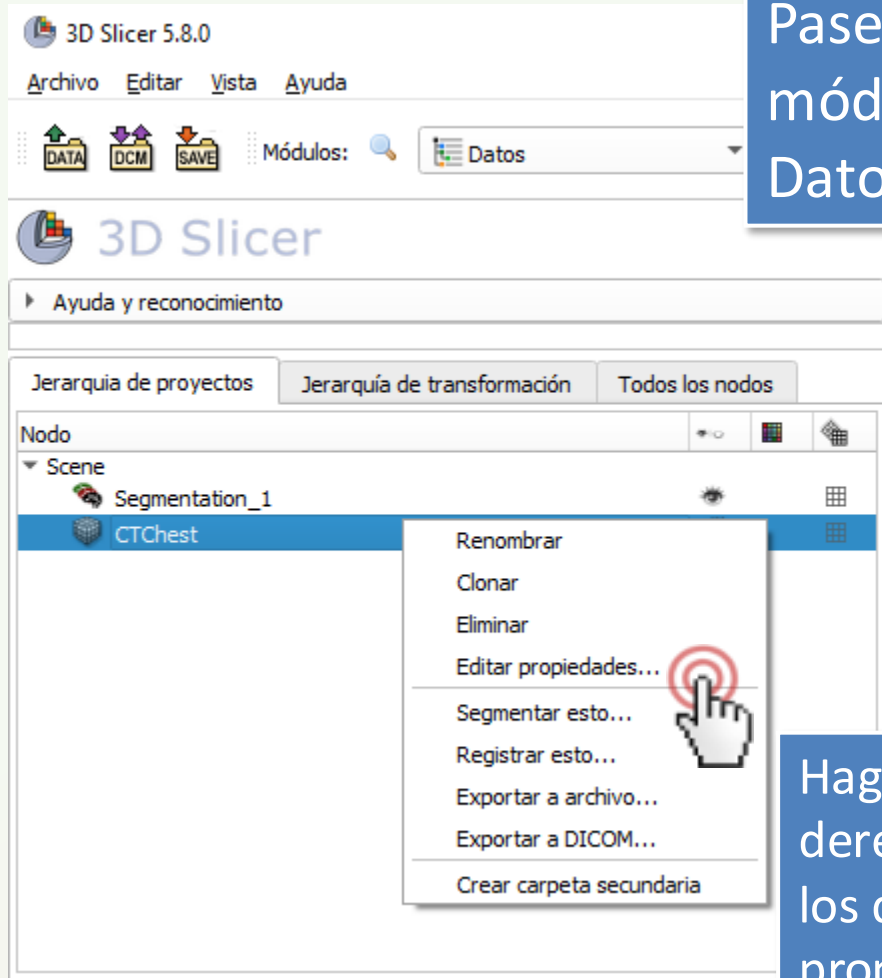 3D Slicer 5.8.0
Archivo Editar Vista Ayuda
DATA DCM SAVE Módulos: Datos
3D Slicer
Ayuda y reconocimiento
Jerarquia de proyectos Jerarquía de transformación Todos los nodos
Nodo
Scene
Segmentation_1
CTChest
Renombrar
Clonar
Eliminar
Editar propiedades...
Segmentar esto...
Registrar esto...
Exportar a archivo...
Exportar a DICOM...
Crear carpeta secundaria
Pase
mód
Dato
Hag
dere
los